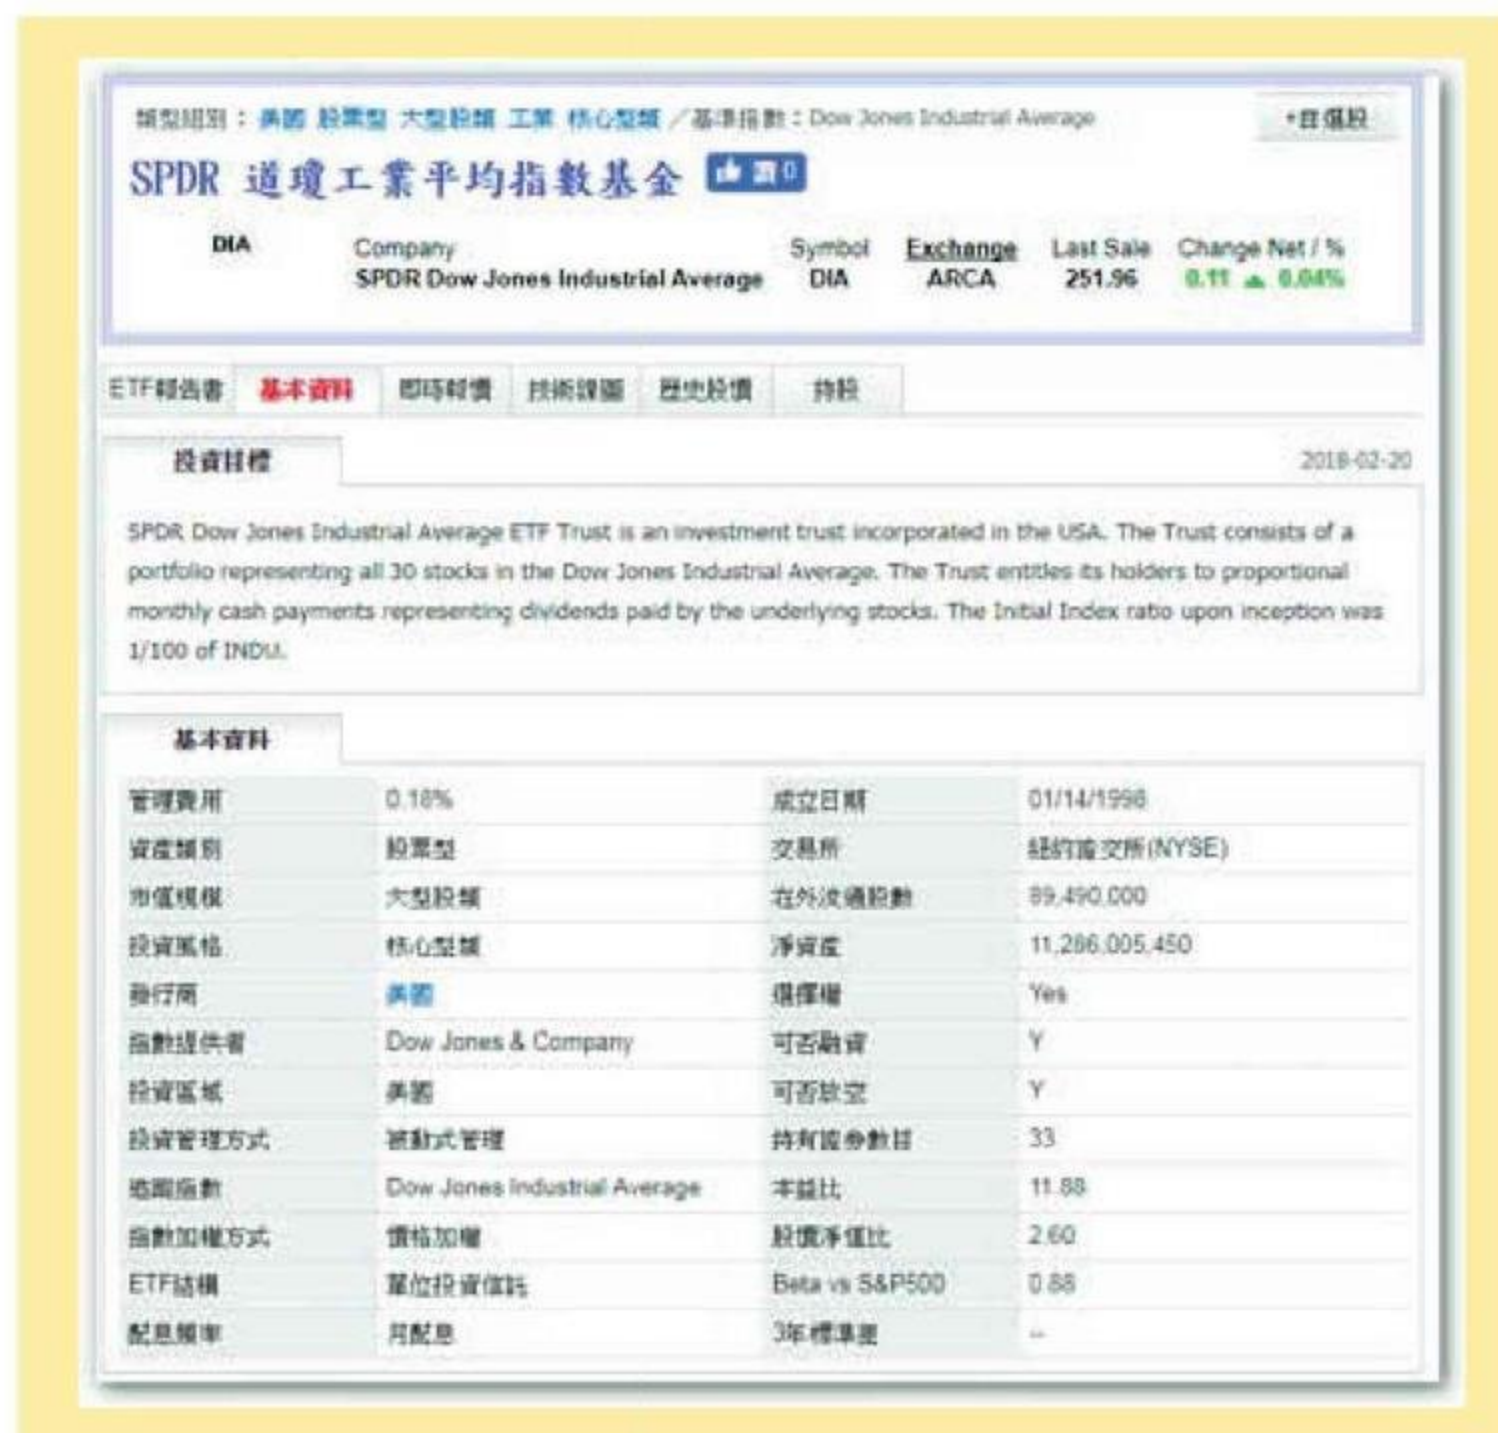 類型組別：美國 股票型 大型股類 工業 核心型類／基準指數：Dow Jones Industrial Average
+自選股
SPDR 道瓊工業平均指數基金 讚 0
DIA Company Symbol Exchange Last Sale Change Net / %
SPDR Dow Jones Industrial Average DIA ARCA 251.96 0.11 ▲ 0.04%
ETF報告書 基本資料 即時報價 技術線圖 歷史股價 持股
投資目標 2018-02-20
SPDR Dow Jones Industrial Average ETF Trust is an investment trust incorporated in the USA. The Trust consists of a
portfolio representing all 30 stocks in the Dow Jones Industrial Average. The Trust entitles its holders to proportional
monthly cash payments representing dividends paid by the underlying stocks. The Initial Index ratio upon inception was
1/100 of INDU.
基本資料
管理費用 0.18% 成立日期 01/14/1998
資產類別 股票型 交易所 紐約證交所(NYSE)
市值規模 大型股類 在外流通股數 89,490,000
投資風格 核心型類 淨資產 11,286,005,450
發行商 美國 選擇權 Yes
指數提供者 Dow Jones & Company 可否融資 Y
投資區域 美國 可否放空 Y
投資管理方式 被動式管理 持有證券數目 33
追蹤指數 Dow Jones Industrial Average 本益比 11.88
指數加權方式 價格加權 股價淨值比 2.60
ETF結構 單位投資信託 Beta vs S&P500 0.88
配息頻率 月配息 3年標準差 --